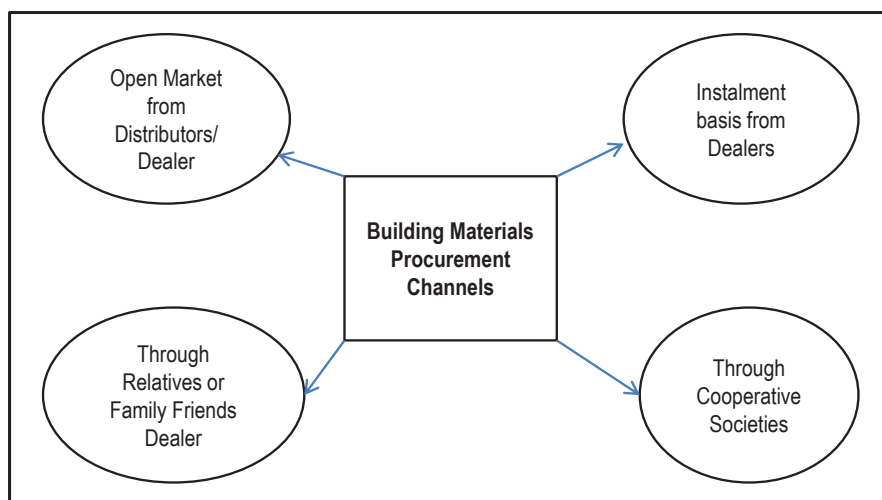 Open Market
from
Distributors/
Dealer
Instalment
basis from
Dealers
Building Materials
Procurement
Channels
Through
Relatives or
Family Friends
Dealer
Through
Cooperative
Societies